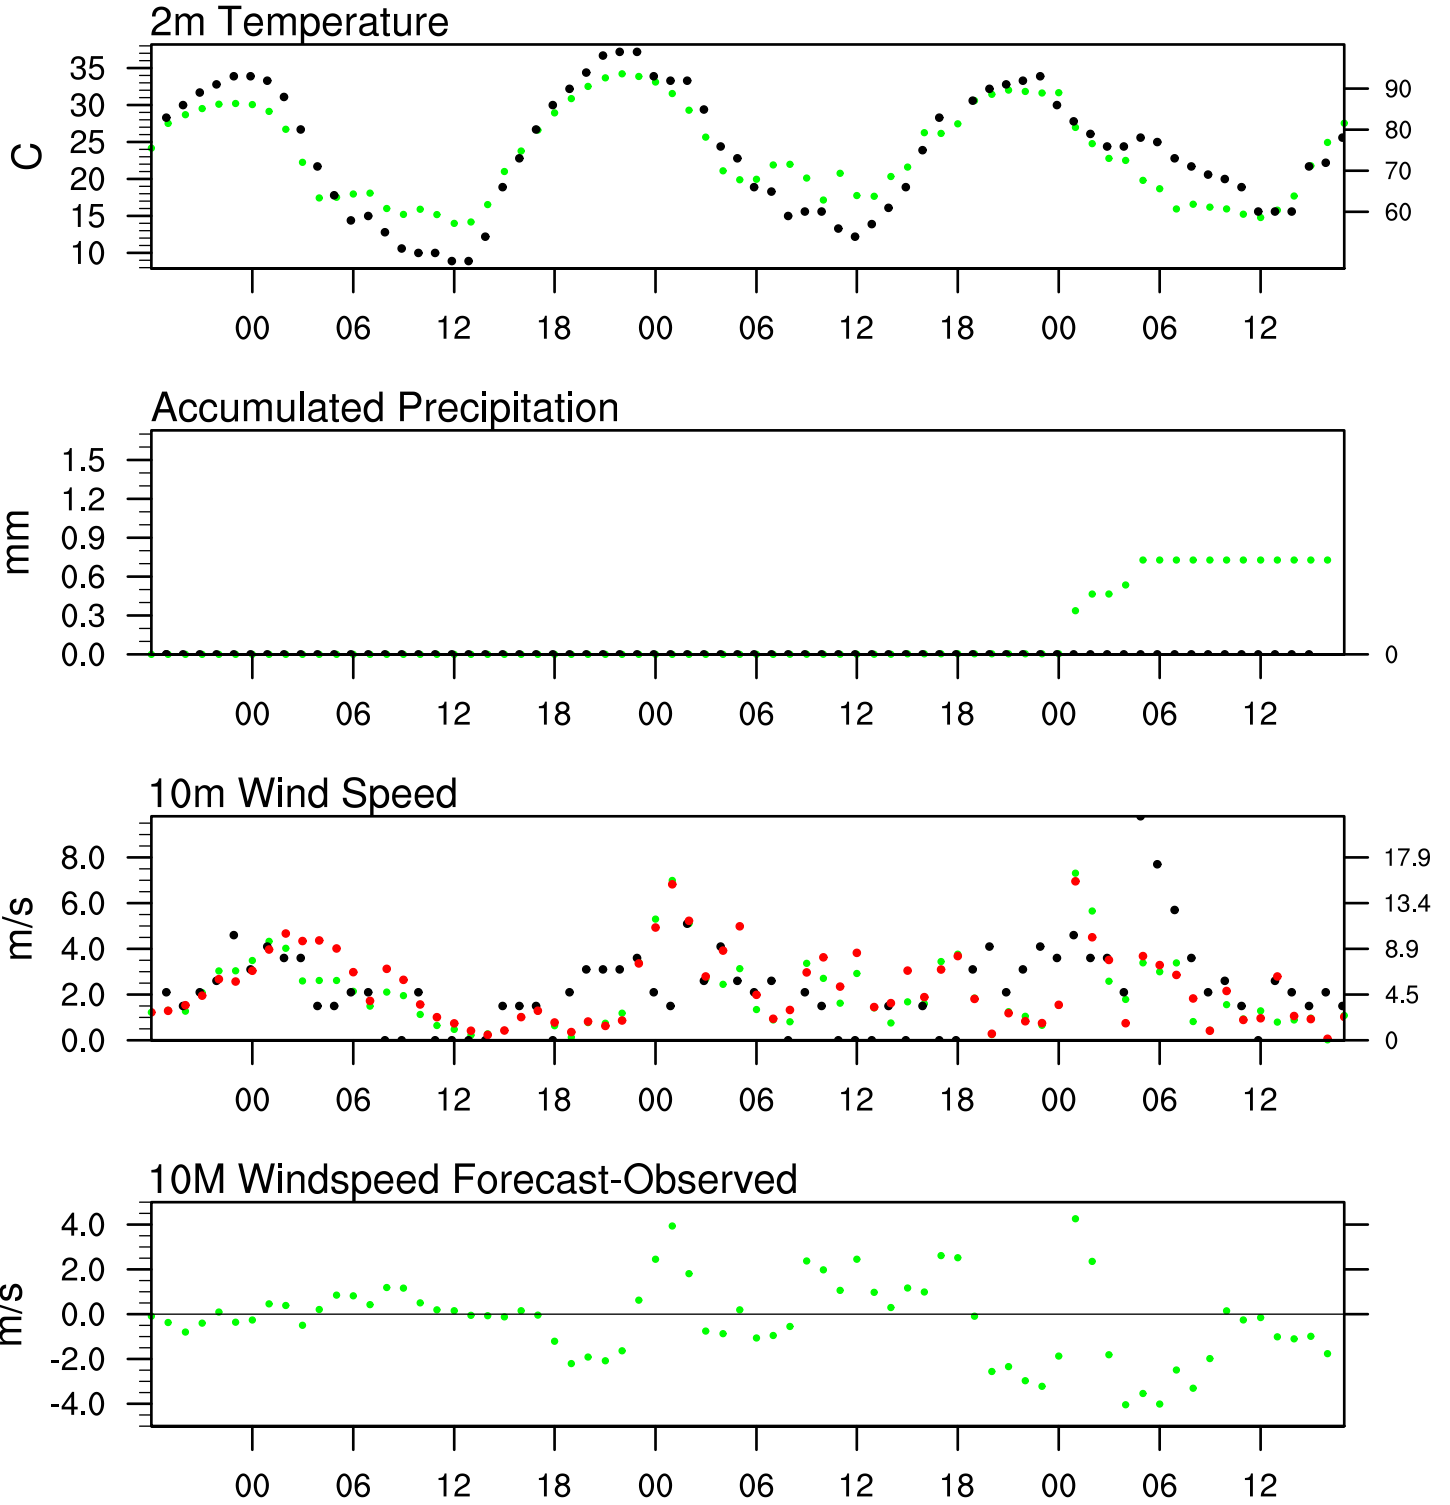 2m Temperature
35
30
25
20
15
10
C
90
80
70
60
00 06 12 18 00 06 12 18 00 06 12
Accumulated Precipitation
1.5
1.2
0.9
0.6
0.3
0.0
mm
0
00 06 12 18 00 06 12 18 00 06 12
10m Wind Speed
8.0
6.0
4.0
2.0
0.0
m/s
17.9
13.4
8.9
4.5
0
00 06 12 18 00 06 12 18 00 06 12
10M Windspeed Forecast-Observed
4.0
2.0
0.0
-2.0
-4.0
m/s
00 06 12 18 00 06 12 18 00 06 12